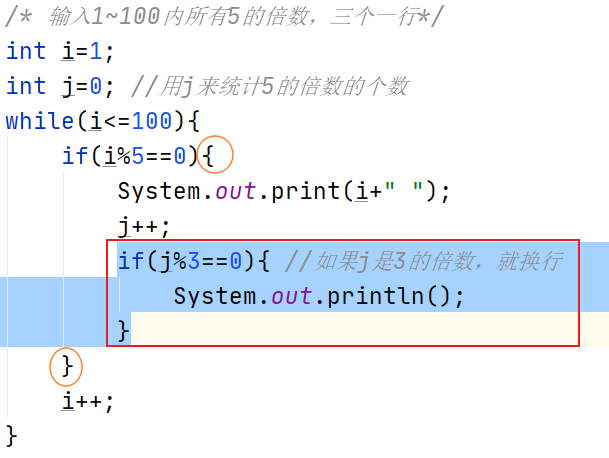 /* 输入1~100内所有5的倍数，三个一行*/
int i=1;
int j=0; //用j来统计5的倍数的个数
while(i<=100){
if(i%5==0){
System.out.print(i+" ");
j++;
if(j%3==0){ //如果j是3的倍数，就换行
System.out.println();
}
}
i++;
}